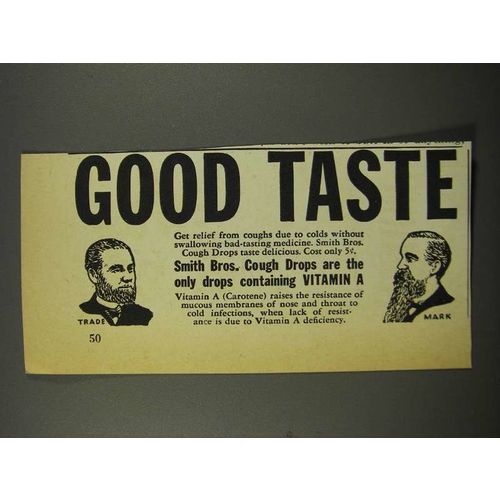 GOOD TASTE
Get relief from coughs due to colds without
swallowing bad-tasting medicine. Smith Bros.
Cough Drops taste delicious. Cost only 5¢.
Smith Bros. Cough Drops are the
only drops containing VITAMIN A
Vitamin A (Carotene) raises the resistance of
mucous membranes of nose and throat to
cold infections, when lack of resist-
ance is due to Vitamin A deficiency.
TRADE
MARK
50